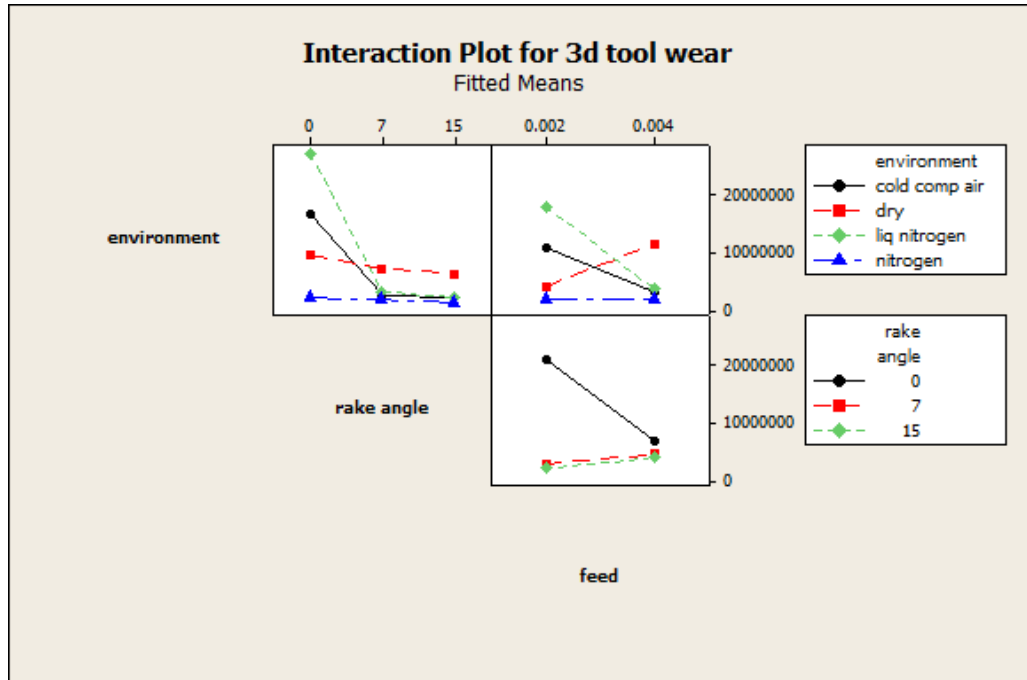 Interaction Plot for 3d tool wear
Fitted Means
0 7 15 0.002 0.004
environment
20000000
10000000
0
environment
cold comp air
dry
liq nitrogen
nitrogen
rake angle
20000000
10000000
0
rake
angle
0
7
15
feed